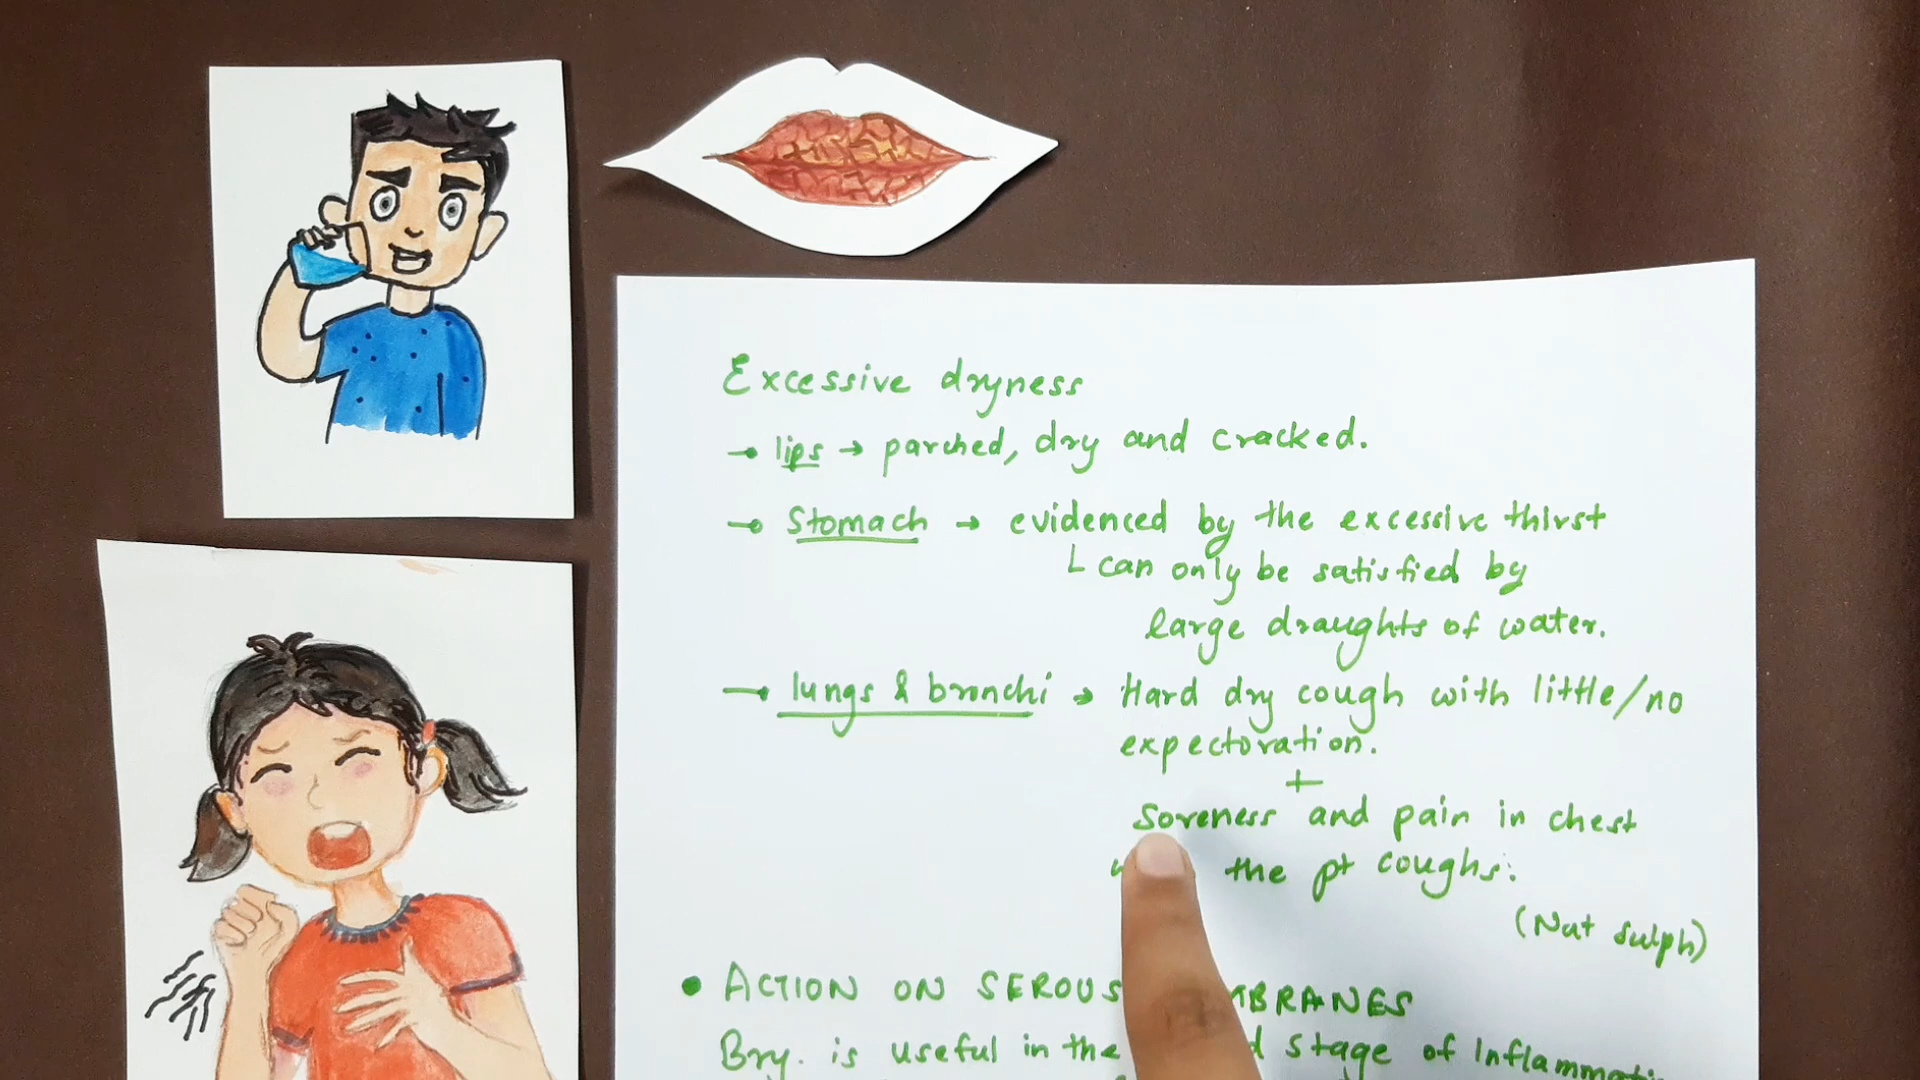 Excessive dryness
→ lips → parched, dry and cracked.
→ Stomach → evidenced by the excessive thirst
L can only be satisfied by
large draughts of water.
→ lungs & bronchi → Hard dry cough with little/no
expectoration.
+
Soreness and pain in chest
the pt coughs.
(Nat sulph)
• ACTION ON SEROUS
Bry. is useful in the stage of